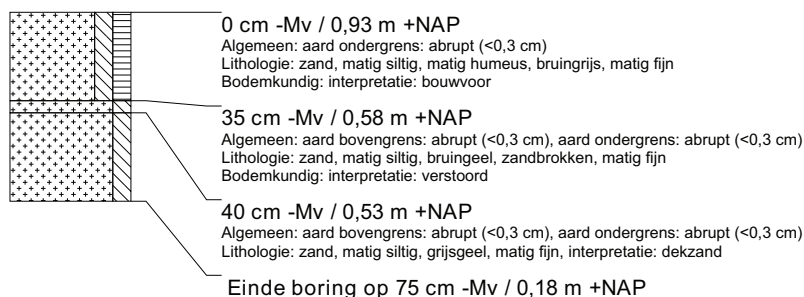 0 cm -Mv / 0,93 m +NAP
Algemeen: aard ondergrens: abrupt (<0,3 cm)
Lithologie: zand, matig siltig, matig humeus, bruingrijs, matig fijn
Bodemkundig: interpretatie: bouwvoor
35 cm -Mv / 0,58 m +NAP
Algemeen: aard bovengrens: abrupt (<0,3 cm), aard ondergrens: abrupt (<0,3 cm)
Lithologie: zand, matig siltig, bruingeel, zandbrokken, matig fijn
Bodemkundig: interpretatie: verstoord
40 cm -Mv / 0,53 m +NAP
Algemeen: aard bovengrens: abrupt (<0,3 cm), aard ondergrens: abrupt (<0,3 cm)
Lithologie: zand, matig siltig, grijsgeel, matig fijn, interpretatie: dekzand
Einde boring op 75 cm -Mv / 0,18 m +NAP